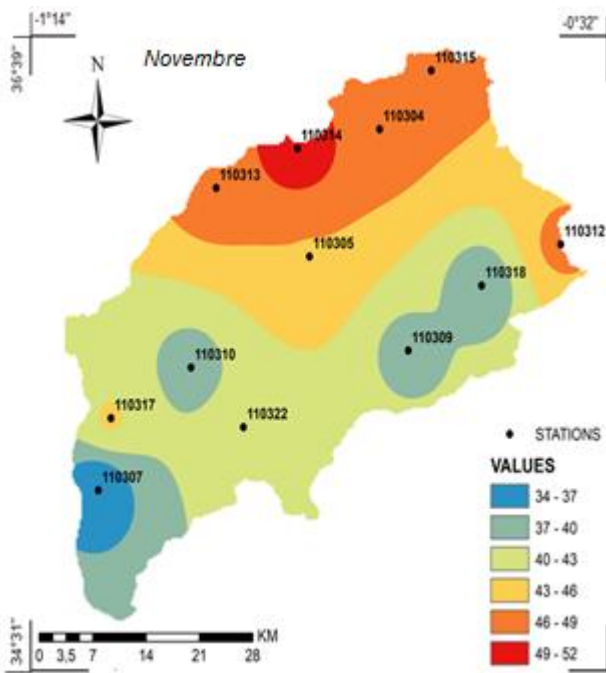 -1°14"
-0°32"
36°39"
Novembre
N
110315
110304
110314
110313
110305
110312
110318
110309
110310
110317
110322
110307
STATIONS
VALUES
34 - 37
37 - 40
40 - 43
43 - 46
46 - 49
49 - 52
34°31"
KM
0 3,5 7 14 21 28